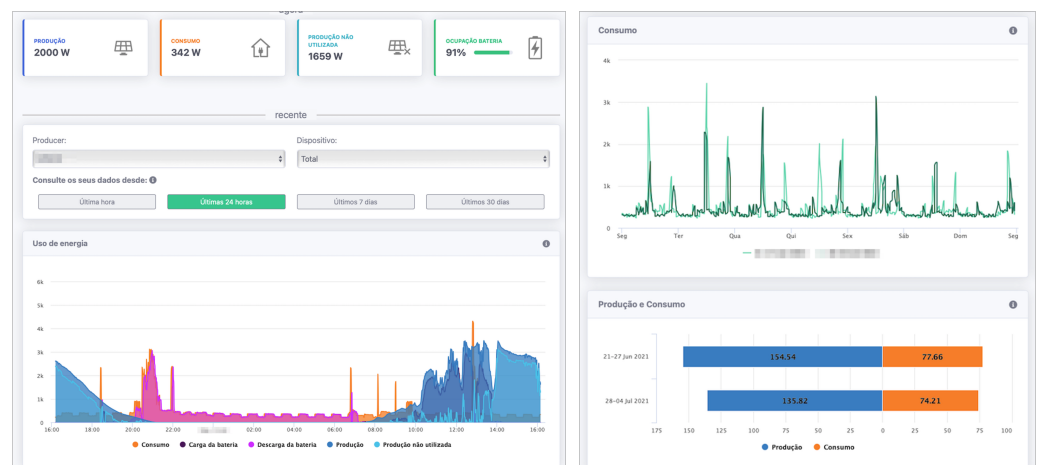 agora
PRODUÇÃO
2000 W
CONSUMO
342 W
PRODUÇÃO NÃO
UTILIZADA
1659 W
OCUPAÇÃO BATERIA
91%
recente
Producer:
Dispositivo:
Total
Consulte os seus dados desde:
Última hora
Últimas 24 horas
Últimos 7 dias
Últimos 30 dias
Uso de energia
6k
5k
4k
3k
2k
1k
0
16:00 18:00 20:00 22:00 02:00 04:00 06:00 08:00 10:00 12:00 14:00 16:00
Consumo Carga da bateria Descarga da bateria Produção Produção não utilizada
Consumo
4k
3k
2k
1k
0
Seg Ter Qua Qui Sex Sáb Dom Seg
Produção e Consumo
21-27 Jun 2021 154.54 77.66
28-04 Jul 2021 135.82 74.21
175 150 125 100 75 50 25 0 25 50 75 100
Produção Consumo